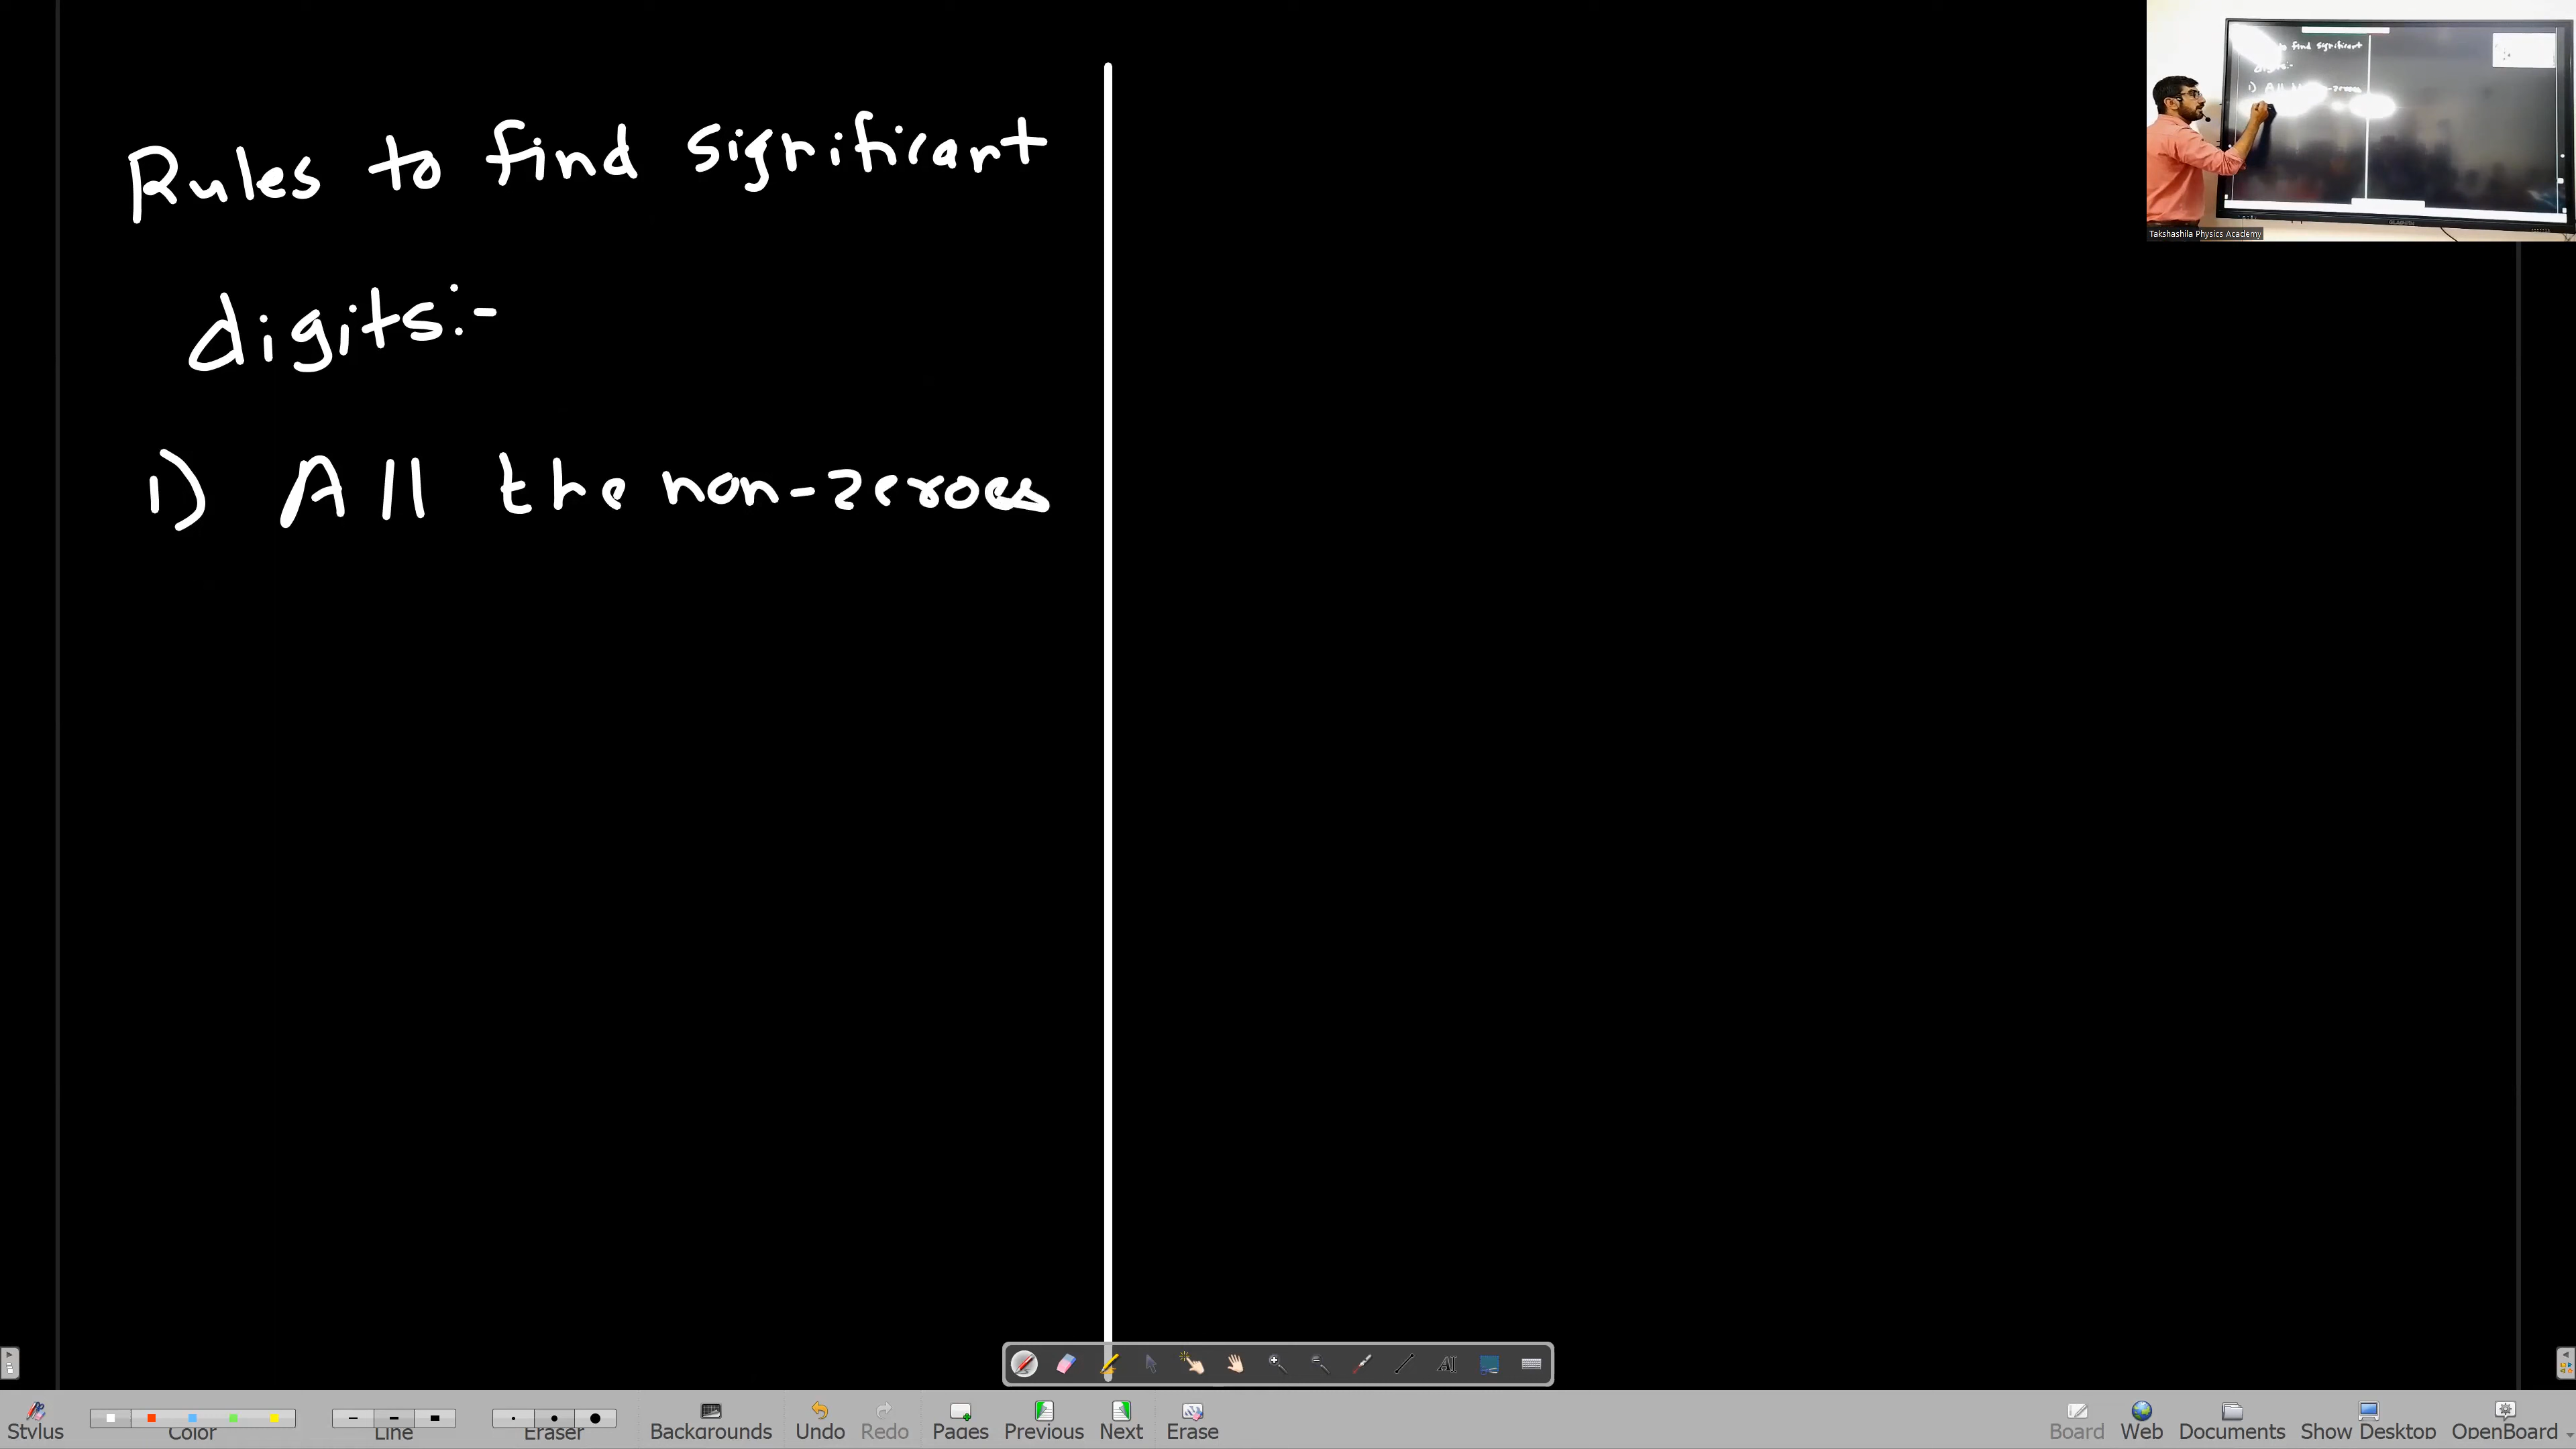 Rules to find significant
digits:-
1) All the non-zeroes
Takshashila Physics Academy
Stylus
Color
Line
Eraser
Backgrounds
Undo
Redo
Pages
Previous
Next
Erase
Board
Web
Documents
Show Desktop
OpenBoard